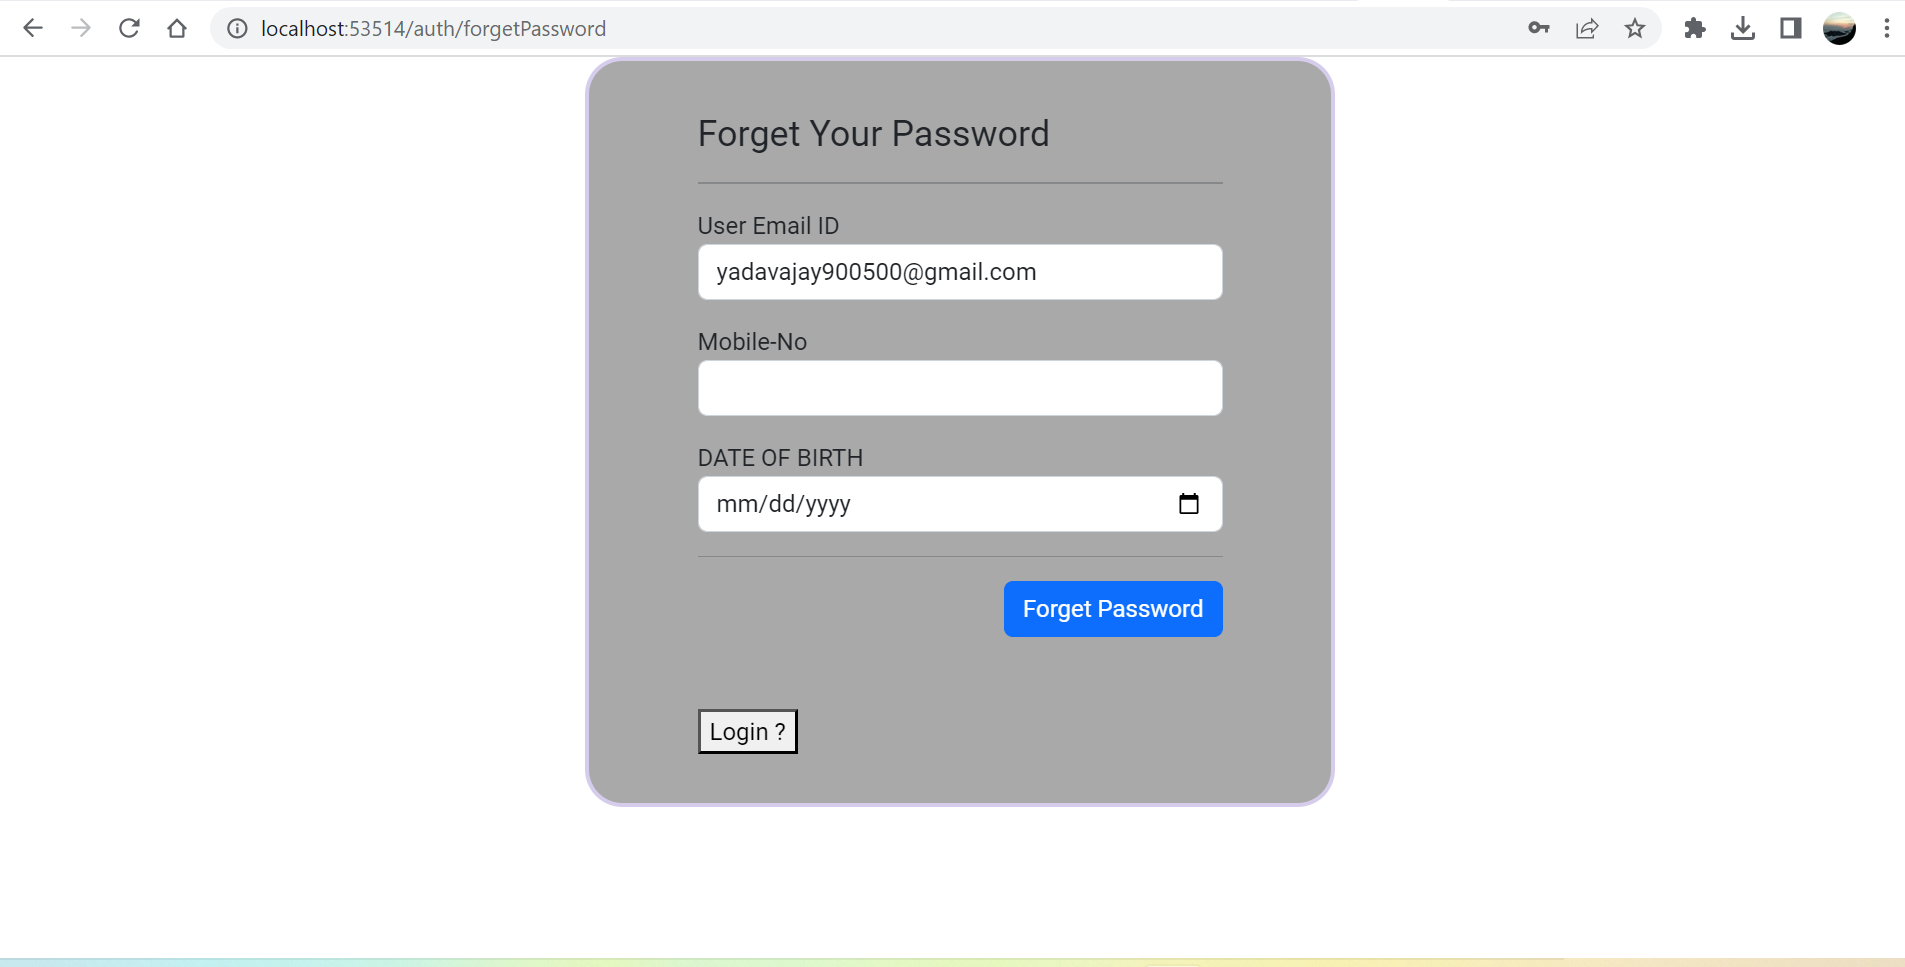 localhost:53514/auth/forgetPassword
Forget Your Password
User Email ID
yadavajay900500@gmail.com
Mobile-No
DATE OF BIRTH
mm/dd/yyyy
Forget Password
Login ?